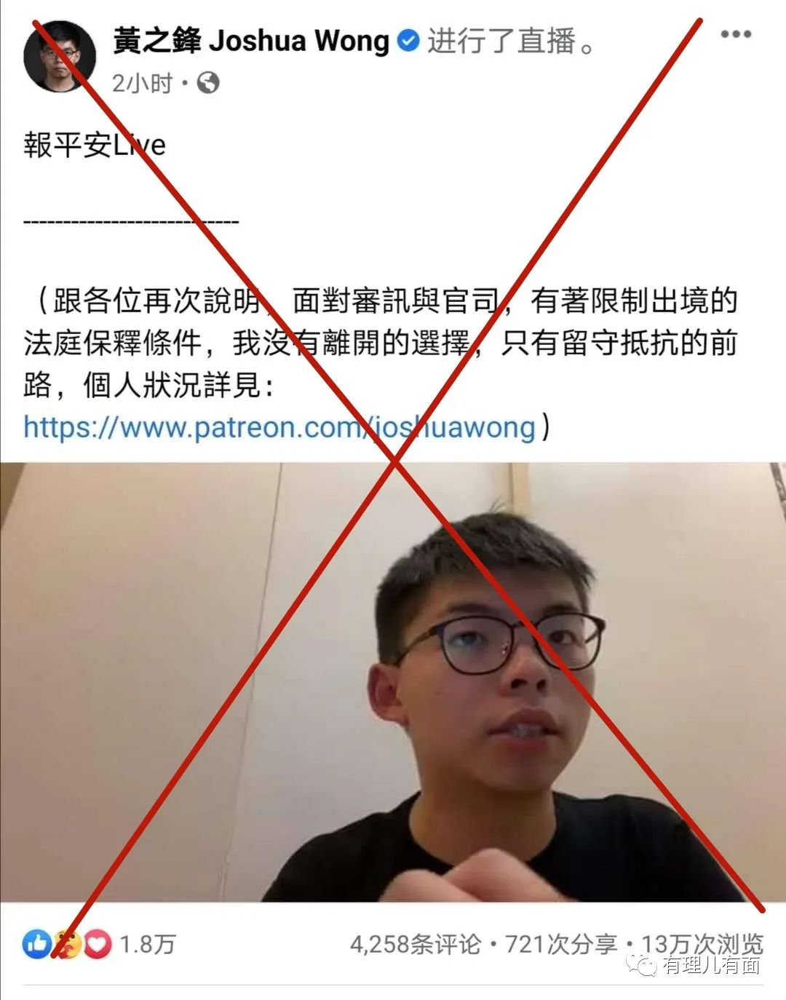 黃之鋒 Joshua Wong 进行了直播。
2小时 ·
報平安Live
---------------------------
（跟各位再次說明，面對審訊與官司，有著限制出境的
法庭保釋條件，我沒有離開的選擇，只有留守抵抗的前
路，個人狀況詳見：
https://www.patreon.com/joshuawong）
1.8万
4,258条评论 · 721次分享 · 13万次浏览
有理儿有面